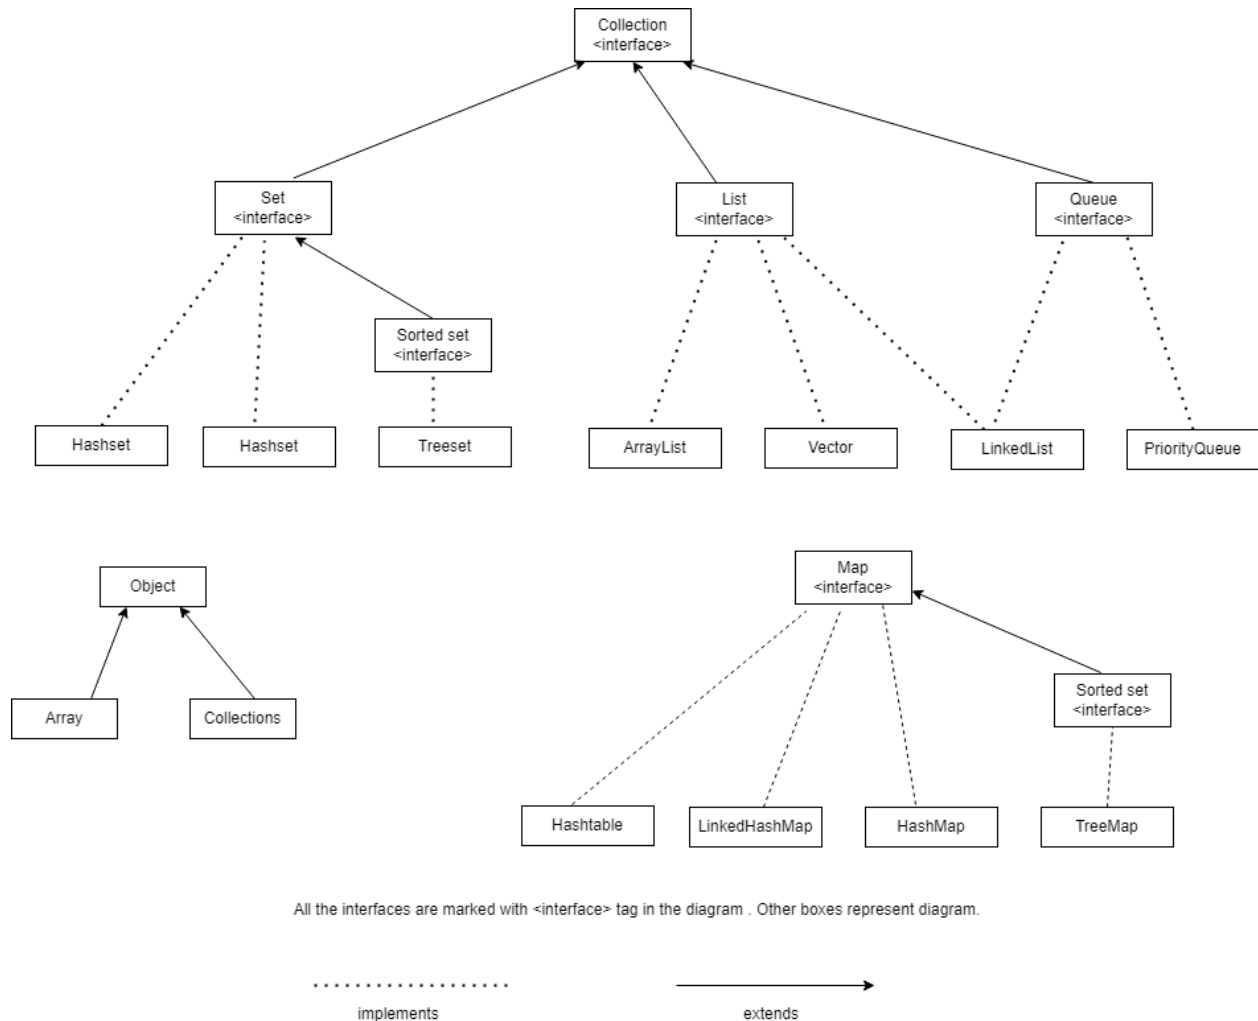 Collection
<interface>
Set
<interface>
List
<interface>
Queue
<interface>
Sorted set
<interface>
Hashset
Hashset
Treeset
ArrayList
Vector
LinkedList
PriorityQueue
Object
Array
Collections
Map
<interface>
Sorted set
<interface>
Hashtable
LinkedHashMap
HashMap
TreeMap
All the interfaces are marked with <interface> tag in the diagram . Other boxes represent diagram.
implements
extends